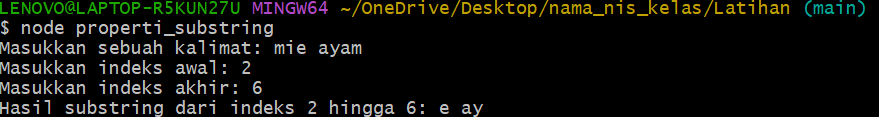 LENOVO@LAPTOP-R5KUN27U MINGW64 ~/OneDrive/Desktop/nama_nis_kelas/Latihan (main)
$ node properti_substring
Masukkan sebuah kalimat: mie ayam
Masukkan indeks awal: 2
Masukkan indeks akhir: 6
Hasil substring dari indeks 2 hingga 6: e ay